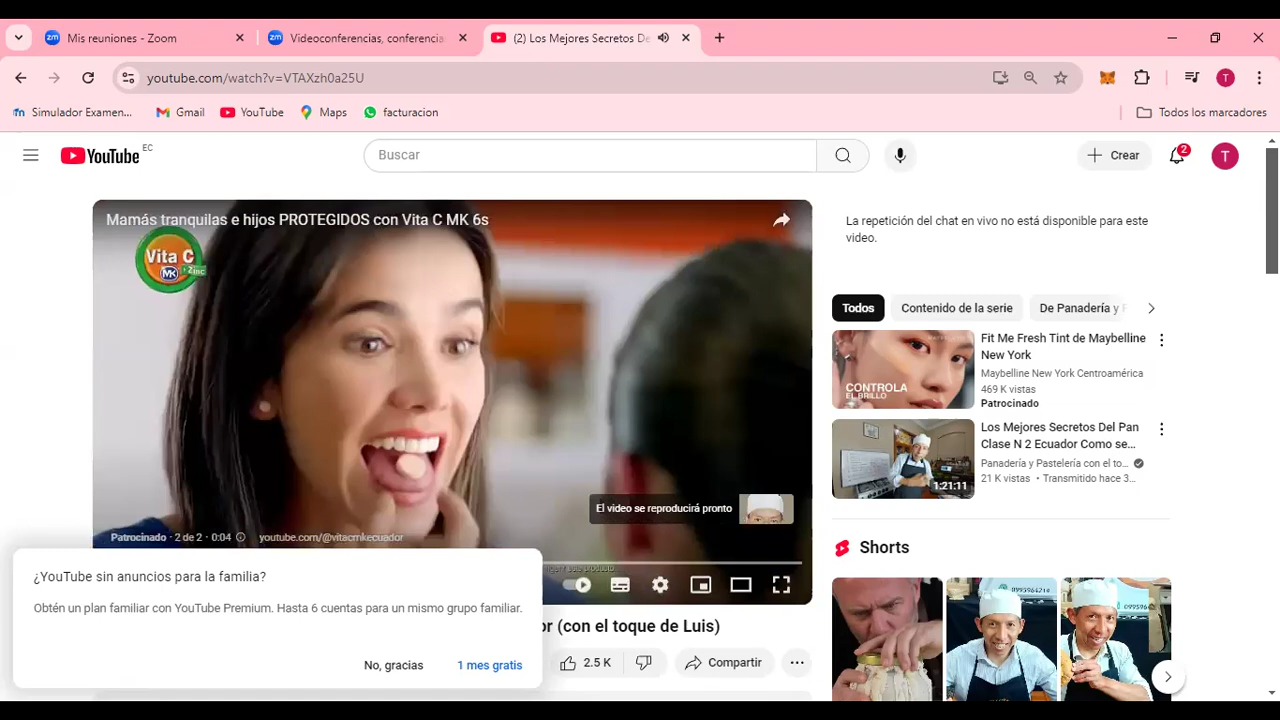 Mis reuniones - Zoom
Videoconferencias, conferencia
(2) Los Mejores Secretos De
youtube.com/watch?v=VTAXzh0a25U
Simulador Examen...
Gmail
YouTube
Maps
facturacion
Todos los marcadores
YouTube EC
Buscar
Crear
2
T
Mamás tranquilas e hijos PROTEGIDOS con Vita C MK 6s
Vita C
MK + Zinc
El video se reproducirá pronto
Patrocinado · 2 de 2 · 0:04
youtube.com/@vitacmkecuador
¿YouTube sin anuncios para la familia?
Obtén un plan familiar con YouTube Premium. Hasta 6 cuentas para un mismo grupo familiar.
No, gracias
1 mes gratis
or (con el toque de Luis)
2.5 K
Compartir
La repetición del chat en vivo no está disponible para este
video.
Todos
Contenido de la serie
De Panadería y
CONTROLA
EL BRILLO
Fit Me Fresh Tint de Maybelline
New York
Maybelline New York Centroamérica
469 K vistas
Patrocinado
1:21:11
Los Mejores Secretos Del Pan
Clase N 2 Ecuador Como se...
Panadería y Pastelería con el to...
21 K vistas • Transmitido hace 3...
Shorts
0995964214
099596